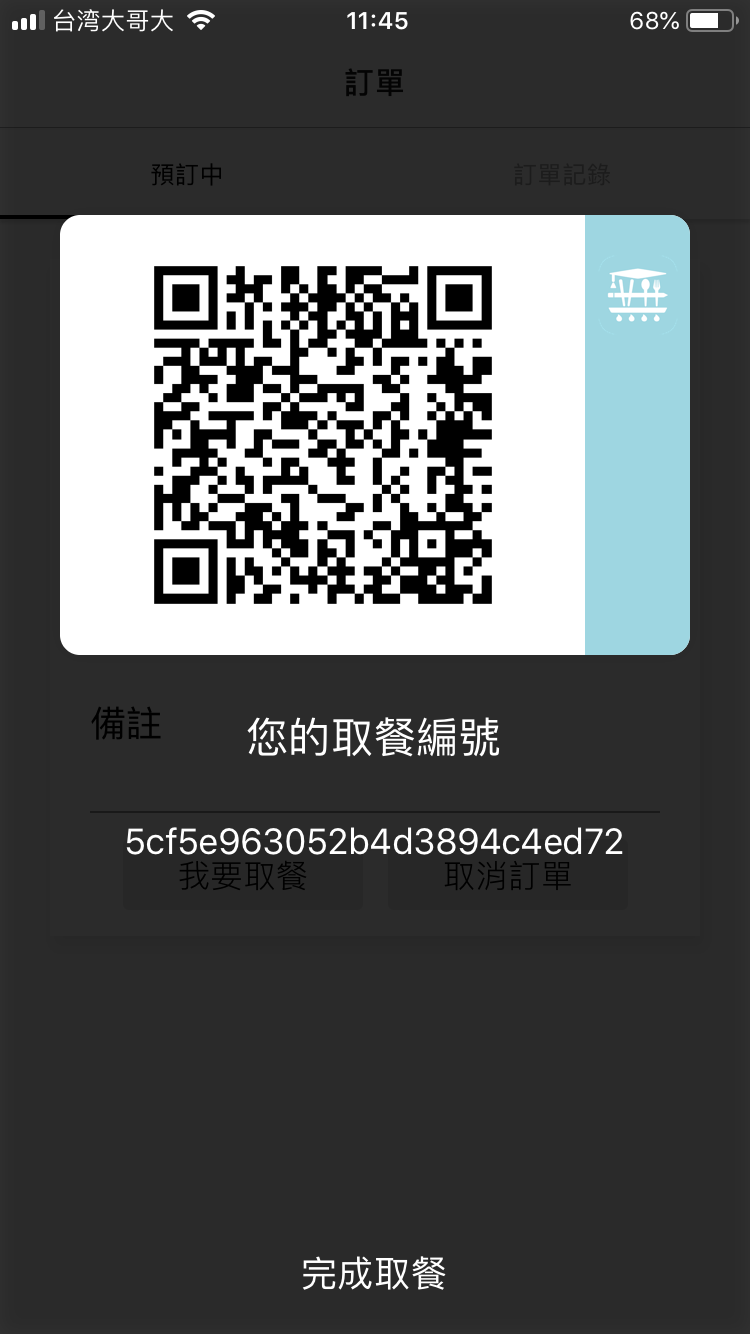 台湾大哥大 11:45 68%
訂單
預訂中 訂單記錄
備註
您的取餐編號
5cf5e963052b4d3894c4ed72
我要取餐 取消訂單
完成取餐